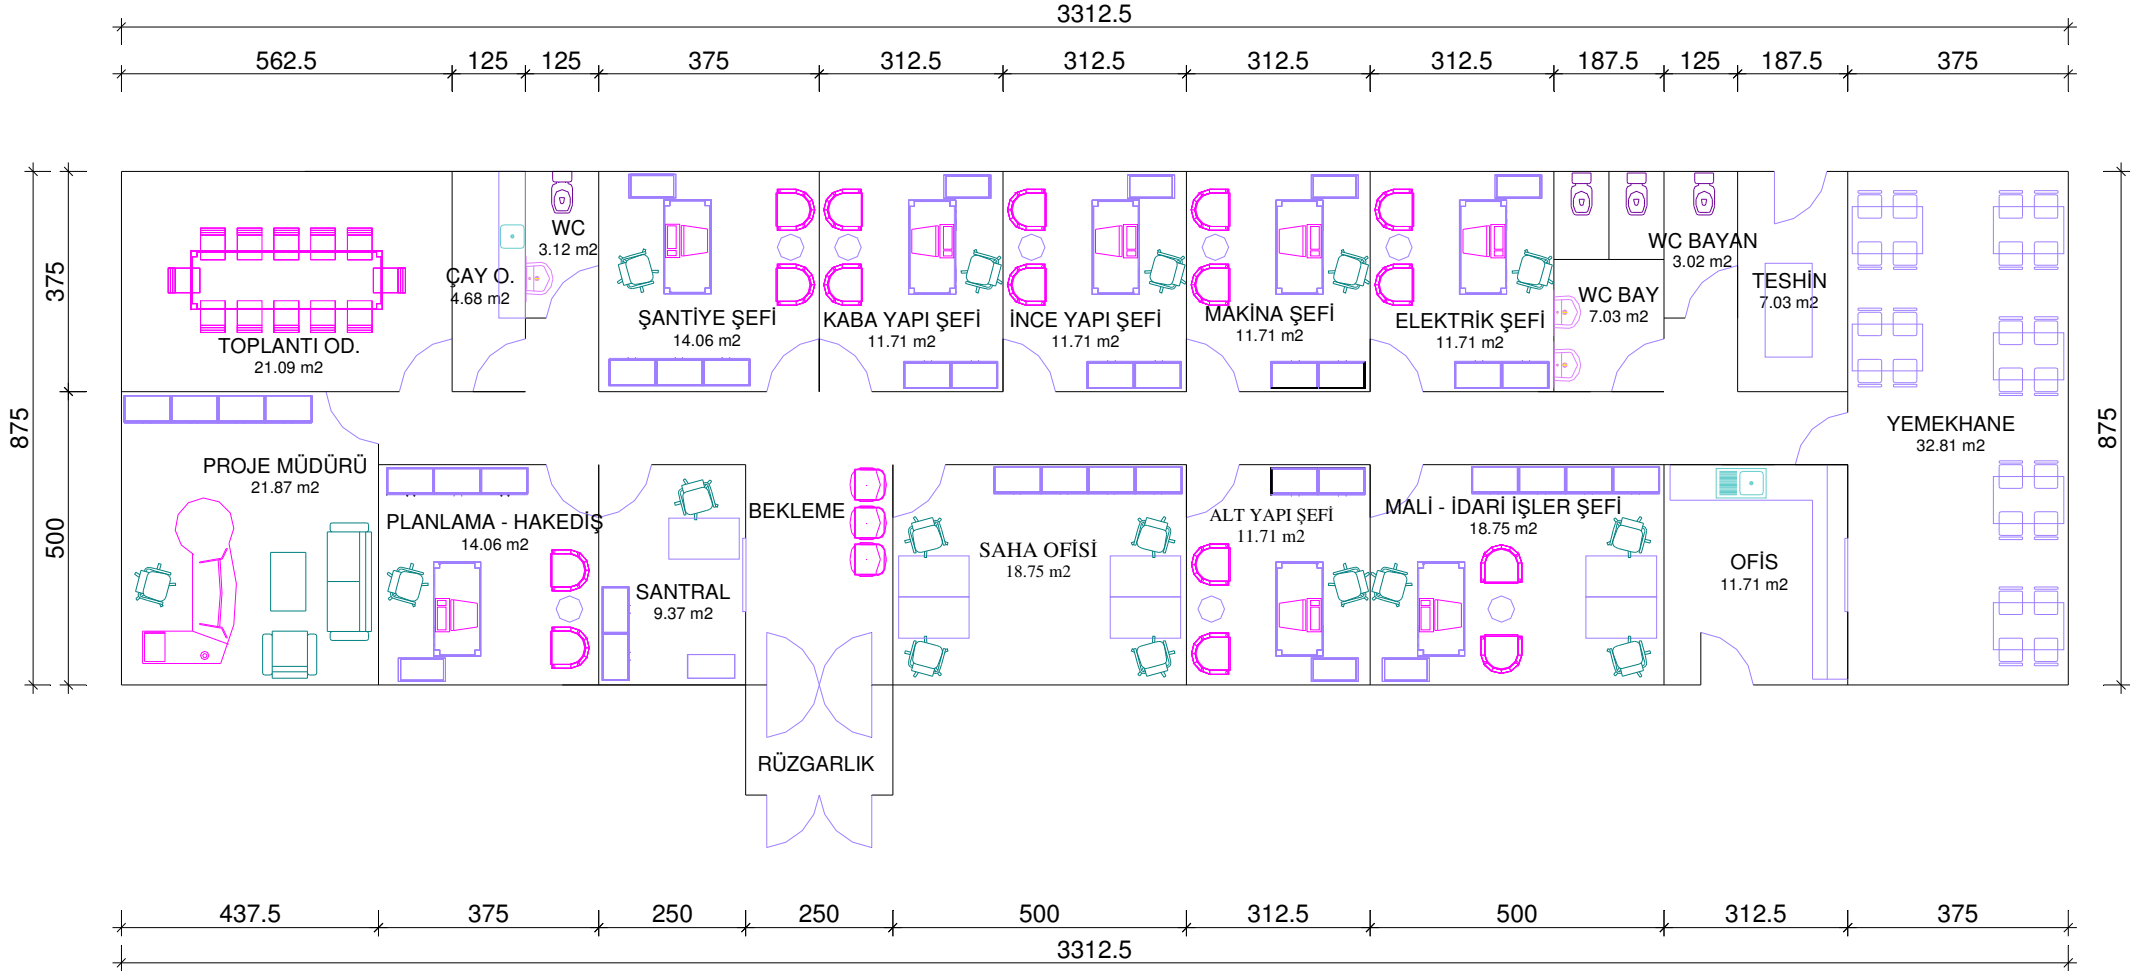 3312.5
562.5 125 125 375 312.5 312.5 312.5 312.5 187.5 125 187.5 375
875
375
500
875
TOPLANTI OD.
21.09 m2
ÇAY O.
4.68 m2
WC
3.12 m2
ŞANTİYE ŞEFİ
14.06 m2
KABA YAPI ŞEFİ
11.71 m2
İNCE YAPI ŞEFİ
11.71 m2
MAKİNA ŞEFİ
11.71 m2
ELEKTRİK ŞEFİ
11.71 m2
WC BAY
7.03 m2
WC BAYAN
3.02 m2
TESHİN
7.03 m2
YEMEKHANE
32.81 m2
PROJE MÜDÜRÜ
21.87 m2
PLANLAMA - HAKEDİŞ
14.06 m2
SANTRAL
9.37 m2
BEKLEME
SAHA OFİSİ
18.75 m2
ALT YAPI ŞEFİ
11.71 m2
MALİ - İDARİ İŞLER ŞEFİ
18.75 m2
OFİS
11.71 m2
RÜZGARLIK
437.5 375 250 250 500 312.5 500 312.5 375
3312.5